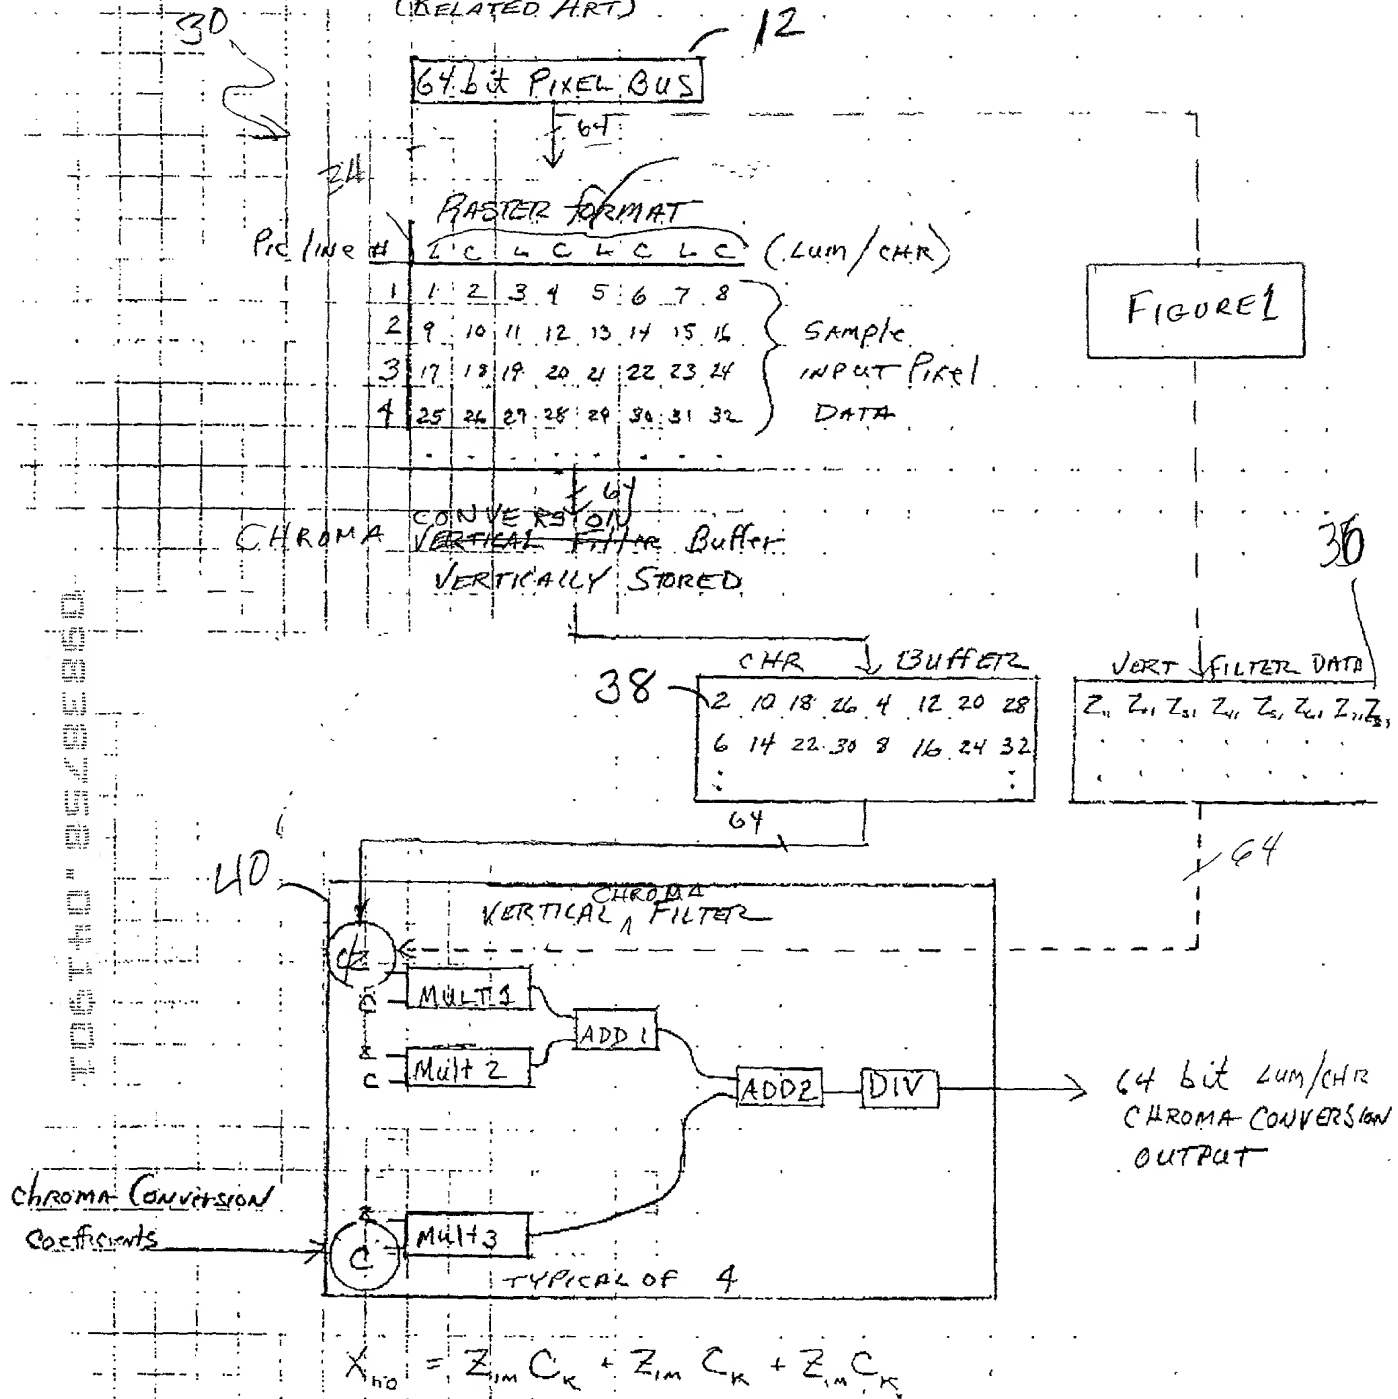 (RELATED ART)
30
12
64 bit PIXEL BUS
64
34
RASTER FORMAT
Pic line # L C L C L C L C (LUM/CHR)
1 1 2 3 4 5 6 7 8
2 9 10 11 12 13 14 15 16
3 17 18 19 20 21 22 23 24
4 25 26 27 28 29 30 31 32
SAMPLE
INPUT Pixel
DATA
FIGURE 1
64
CONVERSION
CHROMA VERTICAL Filter Buffer
VERTICALLY STORED
36
38
CHR BUFFER
2 10 18 26 4 12 20 28
6 14 22 30 8 16 24 32
VERT FILTER DATA
64
64
40
CHROMA
VERTICAL FILTER
MULT 1
ADD 1
Mult 2
C
ADD2
DIV
64 bit LUM/CHR
CHROMA CONVERSION
OUTPUT
Chroma Conversion
Coefficients
C
Mult 3
TYPICAL OF 4
= Z C + Z C + Z C
10051540.85783850